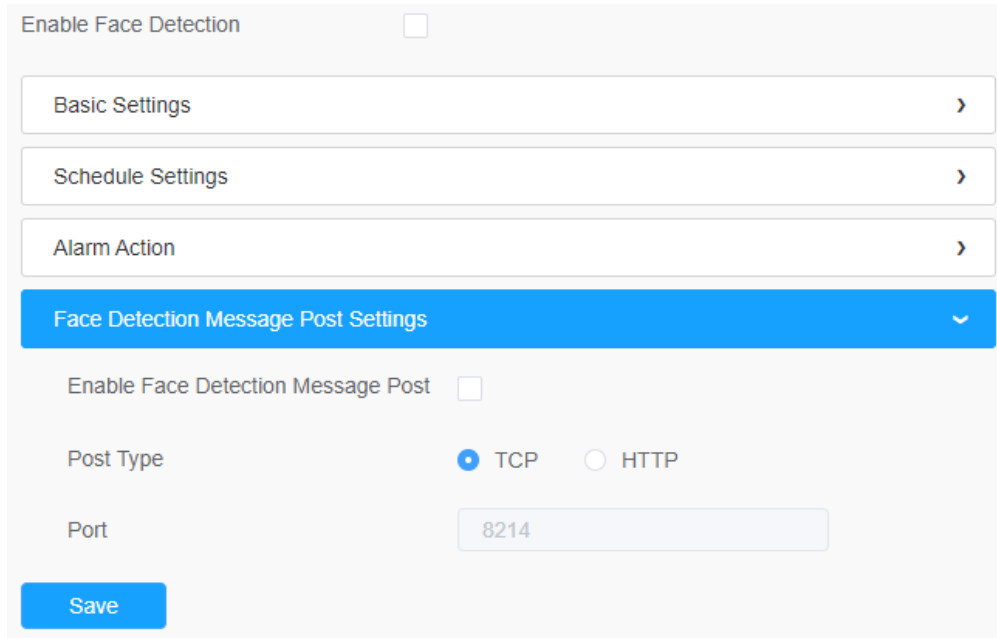 Enable Face Detection
Basic Settings
Schedule Settings
Alarm Action
Face Detection Message Post Settings
Enable Face Detection Message Post
Post Type TCP HTTP
Port 8214
Save